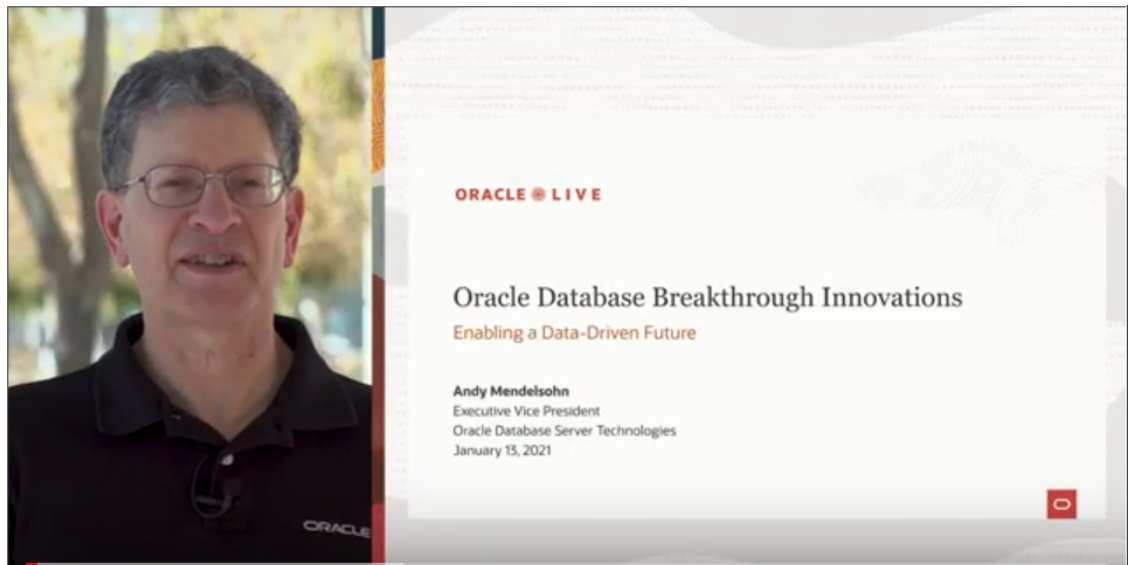 ORACLE LIVE
Oracle Database Breakthrough Innovations
Enabling a Data-Driven Future
Andy Mendelsohn
Executive Vice President
Oracle Database Server Technologies
January 13, 2021
ORACLE